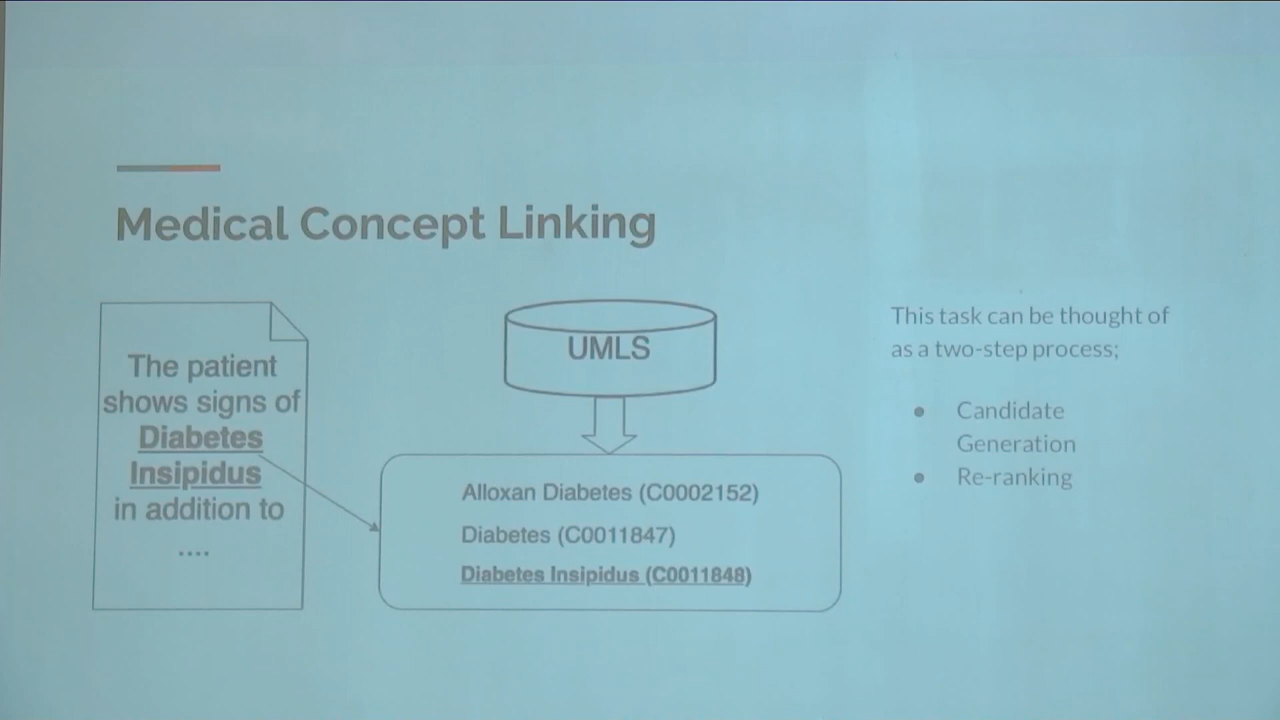 Medical Concept Linking
The patient
shows signs of
Diabetes
Insipidus
in addition to
....
UMLS
Alloxan Diabetes (C0002152)
Diabetes (C0011847)
Diabetes Insipidus (C0011848)
This task can be thought of
as a two-step process;
● Candidate
Generation
● Re-ranking